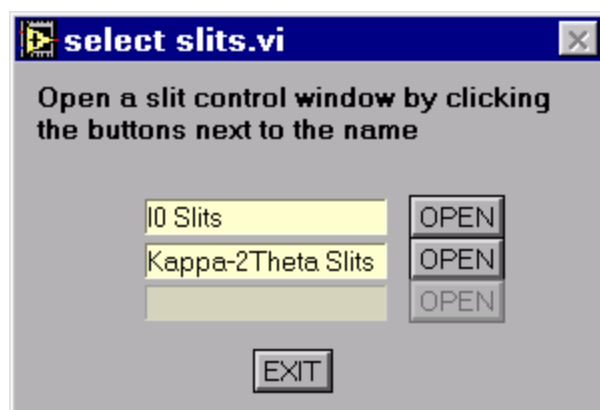 select slits.vi
Open a slit control window by clicking
the buttons next to the name
I0 Slits OPEN
Kappa-2Theta Slits OPEN
OPEN
EXIT